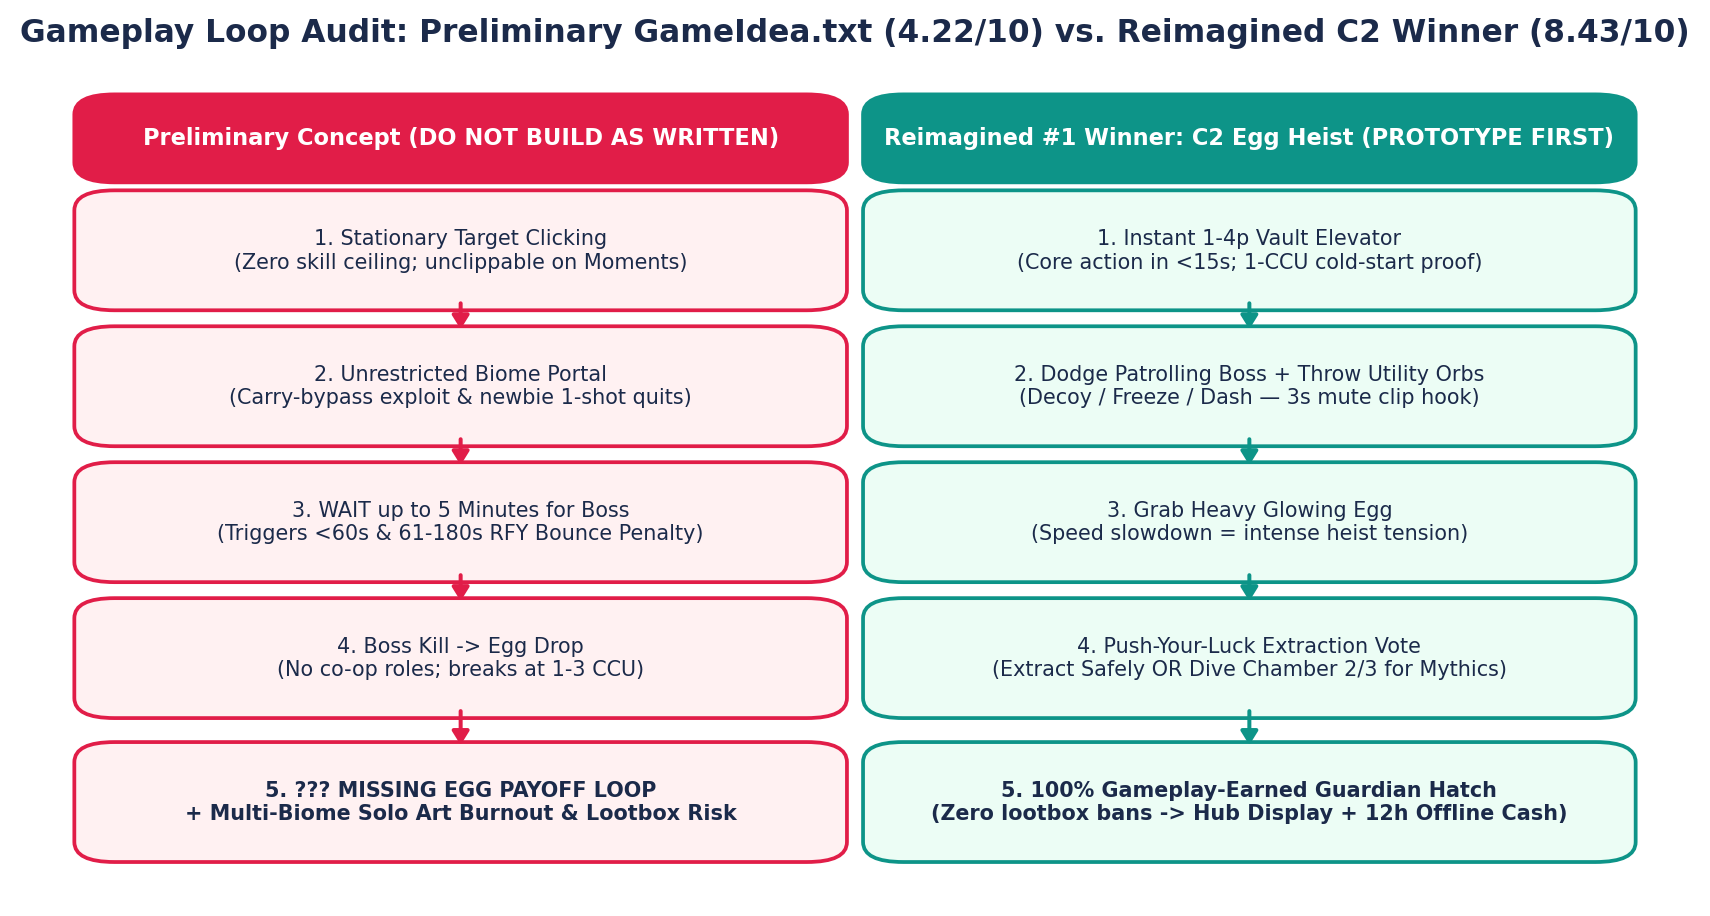 Gameplay Loop Audit: Preliminary GameIdea.txt (4.22/10) vs. Reimagined C2 Winner (8.43/10)
Preliminary Concept (DO NOT BUILD AS WRITTEN)
1. Stationary Target Clicking
(Zero skill ceiling; unclippable on Moments)
2. Unrestricted Biome Portal
(Carry-bypass exploit & newbie 1-shot quits)
3. WAIT up to 5 Minutes for Boss
(Triggers <60s & 61-180s RFY Bounce Penalty)
4. Boss Kill -> Egg Drop
(No co-op roles; breaks at 1-3 CCU)
5. ??? MISSING EGG PAYOFF LOOP
+ Multi-Biome Solo Art Burnout & Lootbox Risk
Reimagined #1 Winner: C2 Egg Heist (PROTOTYPE FIRST)
1. Instant 1-4p Vault Elevator
(Core action in <15s; 1-CCU cold-start proof)
2. Dodge Patrolling Boss + Throw Utility Orbs
(Decoy / Freeze / Dash — 3s mute clip hook)
3. Grab Heavy Glowing Egg
(Speed slowdown = intense heist tension)
4. Push-Your-Luck Extraction Vote
(Extract Safely OR Dive Chamber 2/3 for Mythics)
5. 100% Gameplay-Earned Guardian Hatch
(Zero lootbox bans -> Hub Display + 12h Offline Cash)